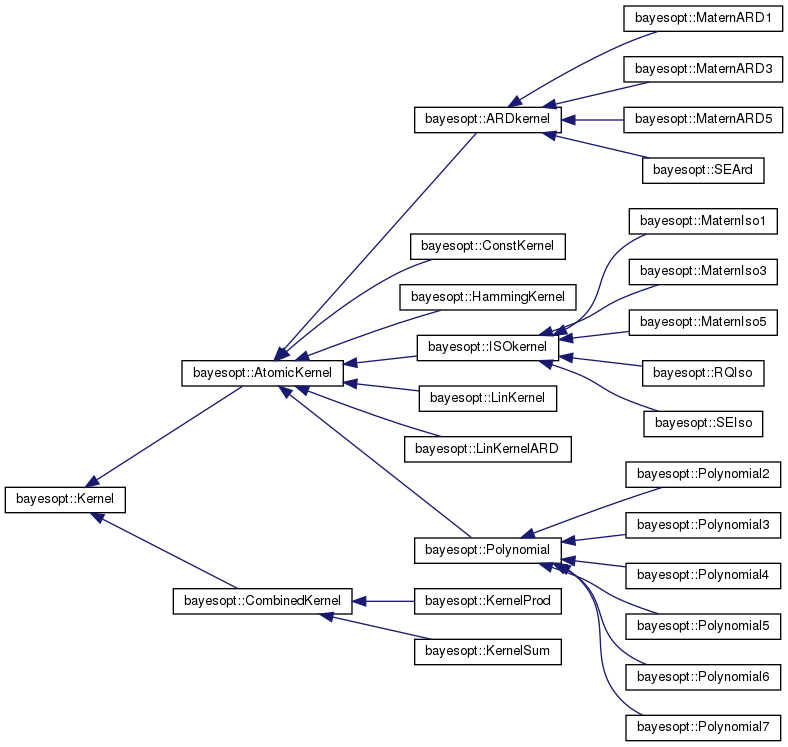 bayesopt::MaternARD1
bayesopt::MaternARD3
bayesopt::ARDkernel
bayesopt::MaternARD5
bayesopt::SEArd
bayesopt::MaternIso1
bayesopt::ConstKernel
bayesopt::MaternIso3
bayesopt::HammingKernel
bayesopt::MaternIso5
bayesopt::ISOkernel
bayesopt::AtomicKernel
bayesopt::RQIso
bayesopt::LinKernel
bayesopt::SEIso
bayesopt::LinKernelARD
bayesopt::Polynomial2
bayesopt::Kernel
bayesopt::Polynomial3
bayesopt::Polynomial
bayesopt::Polynomial4
bayesopt::CombinedKernel
bayesopt::KernelProd
bayesopt::Polynomial5
bayesopt::KernelSum
bayesopt::Polynomial6
bayesopt::Polynomial7